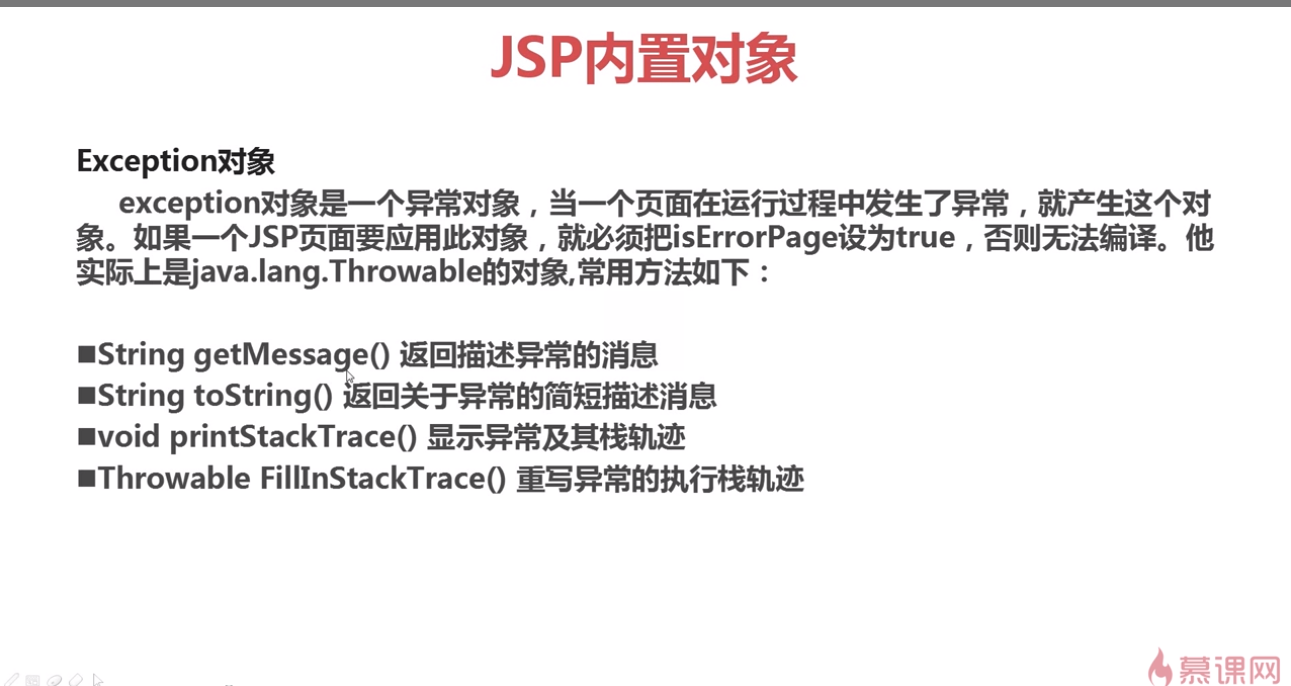 JSP内置对象
Exception对象
exception对象是一个异常对象，当一个页面在运行过程中发生了异常，就产生这个对
象。如果一个JSP页面要应用此对象，就必须把isErrorPage设为true，否则无法编译。他
实际上是java.lang.Throwable的对象,常用方法如下：
■String getMessage() 返回描述异常的消息
■String toString() 返回关于异常的简短描述消息
■void printStackTrace() 显示异常及其栈轨迹
■Throwable FillInStackTrace() 重写异常的执行栈轨迹
慕课网